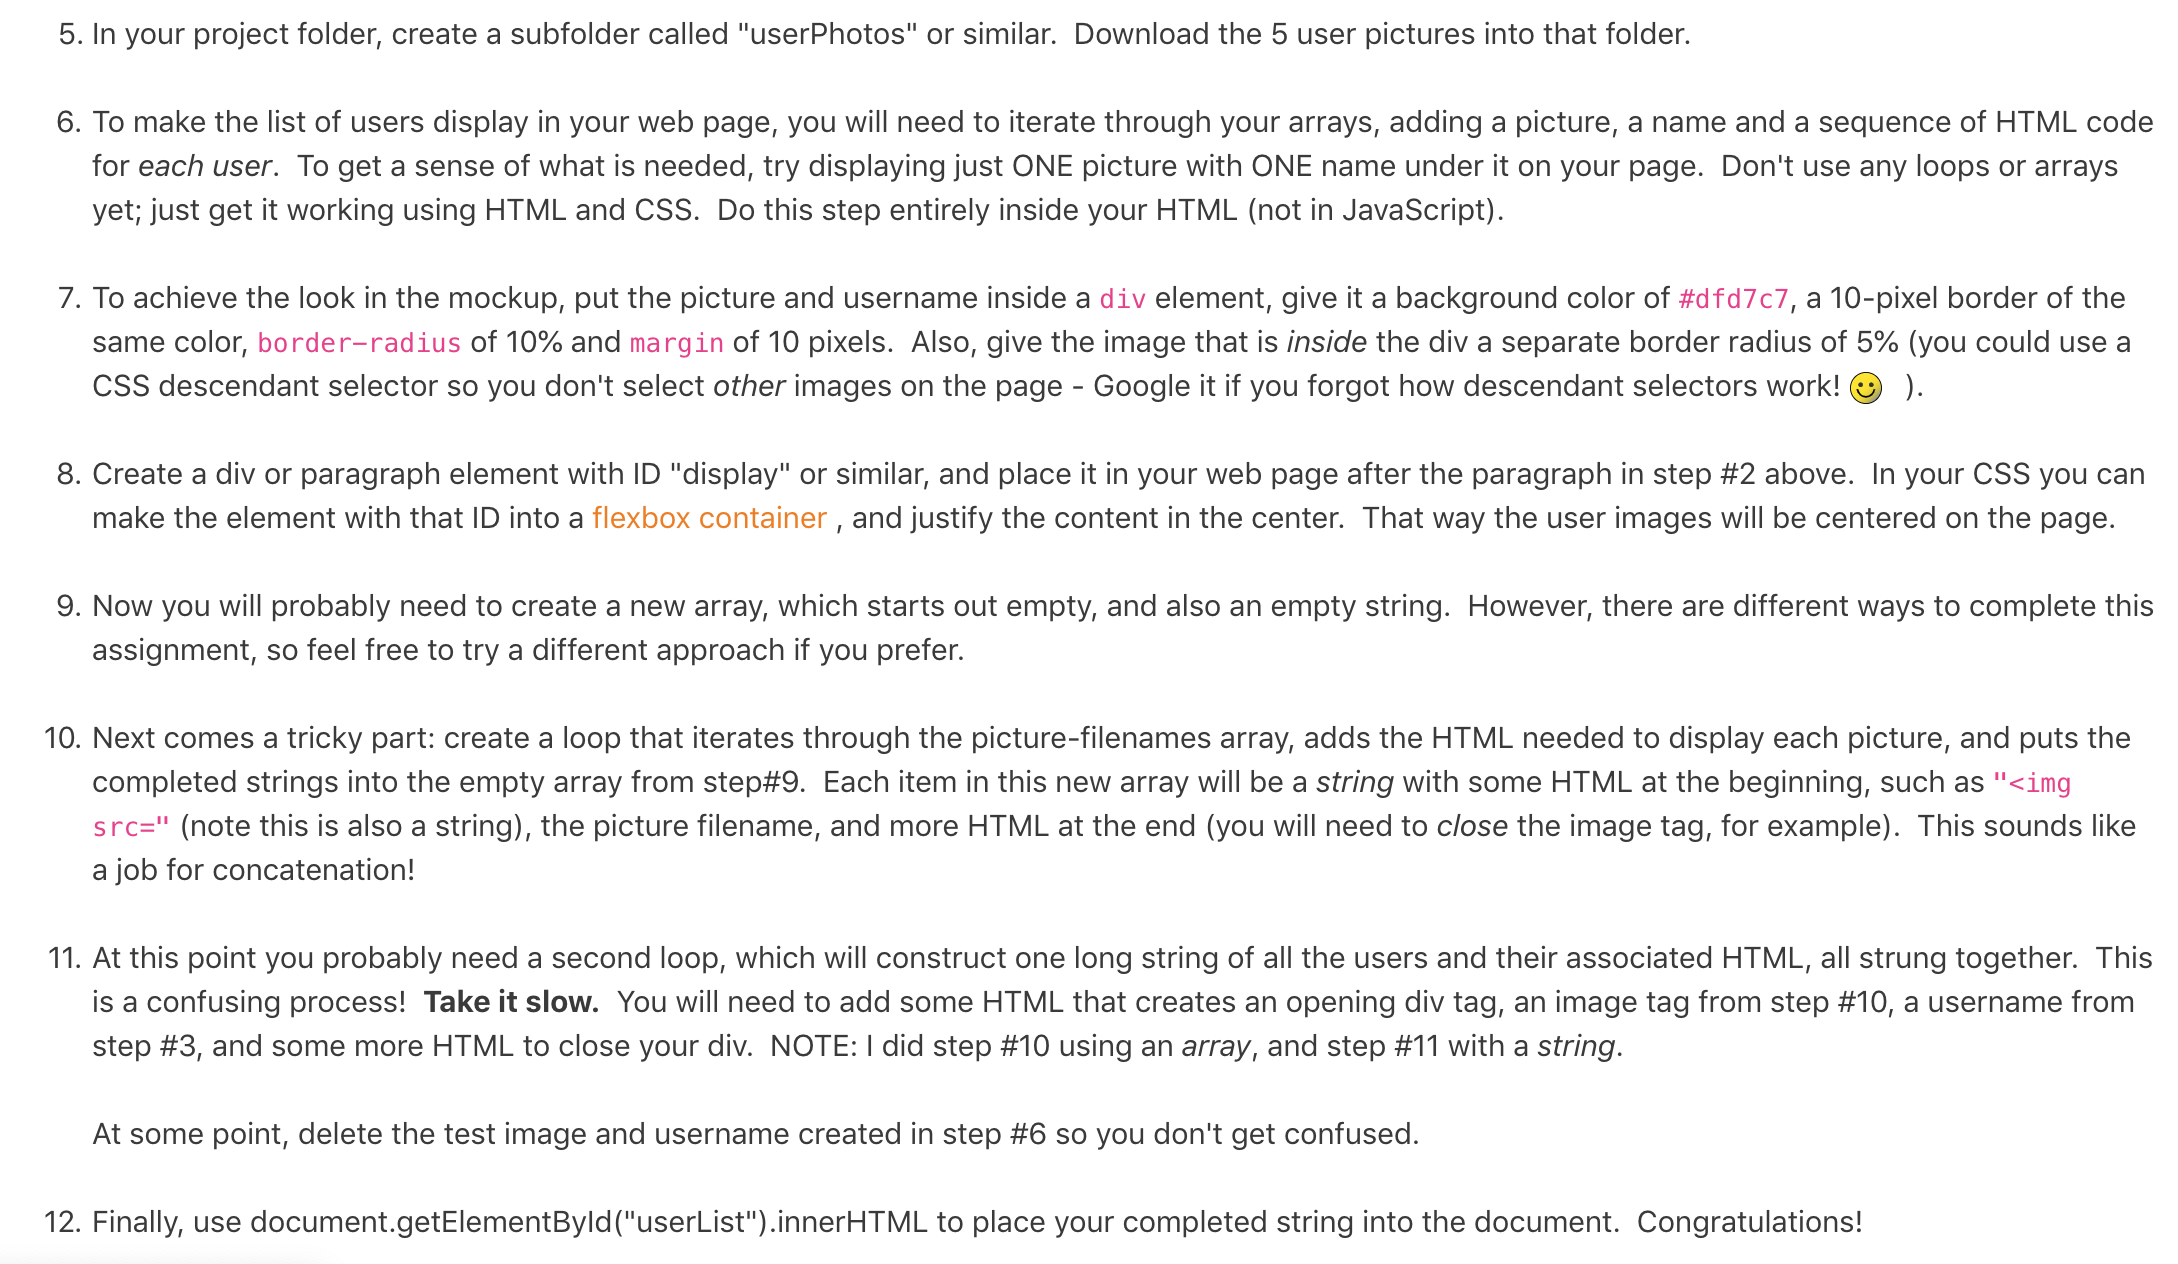 5. In your project folder, create a subfolder called "userPhotos" or similar.  Download the 5 user pictures into that folder.
6. To make the list of users display in your web page, you will need to iterate through your arrays, adding a picture, a name and a sequence of HTML code
for each user.  To get a sense of what is needed, try displaying just ONE picture with ONE name under it on your page.  Don't use any loops or arrays
yet; just get it working using HTML and CSS.  Do this step entirely inside your HTML (not in JavaScript).
7. To achieve the look in the mockup, put the picture and username inside a div element, give it a background color of #dfd7c7, a 10-pixel border of the
same color, border-radius of 10% and margin of 10 pixels.  Also, give the image that is inside the div a separate border radius of 5% (you could use a
CSS descendant selector so you don't select other images on the page - Google it if you forgot how descendant selectors work! 🙂 ).
8. Create a div or paragraph element with ID "display" or similar, and place it in your web page after the paragraph in step #2 above.  In your CSS you can
make the element with that ID into a flexbox container , and justify the content in the center.  That way the user images will be centered on the page.
9. Now you will probably need to create a new array, which starts out empty, and also an empty string.  However, there are different ways to complete this
assignment, so feel free to try a different approach if you prefer.
10. Next comes a tricky part: create a loop that iterates through the picture-filenames array, adds the HTML needed to display each picture, and puts the
completed strings into the empty array from step#9.  Each item in this new array will be a string with some HTML at the beginning, such as "<img
src=" (note this is also a string), the picture filename, and more HTML at the end (you will need to close the image tag, for example).  This sounds like
a job for concatenation!
11. At this point you probably need a second loop, which will construct one long string of all the users and their associated HTML, all strung together.  This
is a confusing process!  Take it slow.  You will need to add some HTML that creates an opening div tag, an image tag from step #10, a username from
step #3, and some more HTML to close your div.  NOTE: I did step #10 using an array, and step #11 with a string.
At some point, delete the test image and username created in step #6 so you don't get confused.
12. Finally, use document.getElementById("userList").innerHTML to place your completed string into the document.  Congratulations!